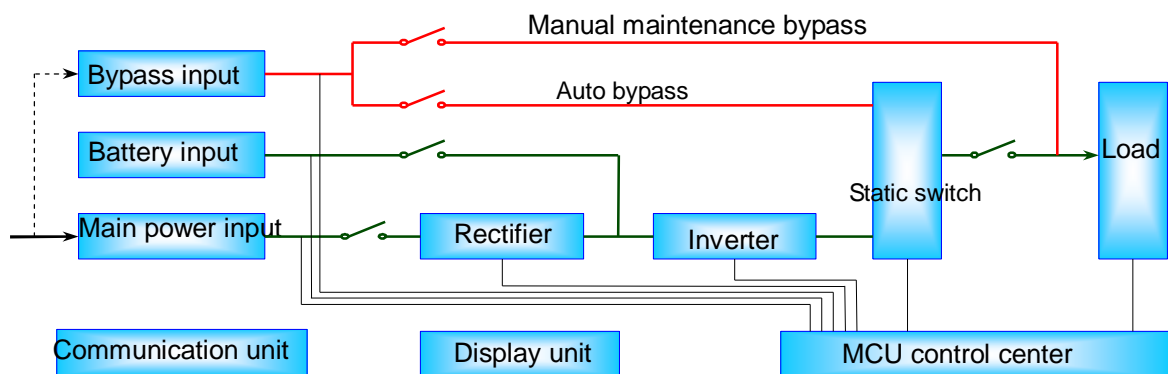 Manual maintenance bypass
Bypass input
Auto bypass
Battery input
Load
Static switch
Main power input
Rectifier
Inverter
Communication unit
Display unit
MCU control center